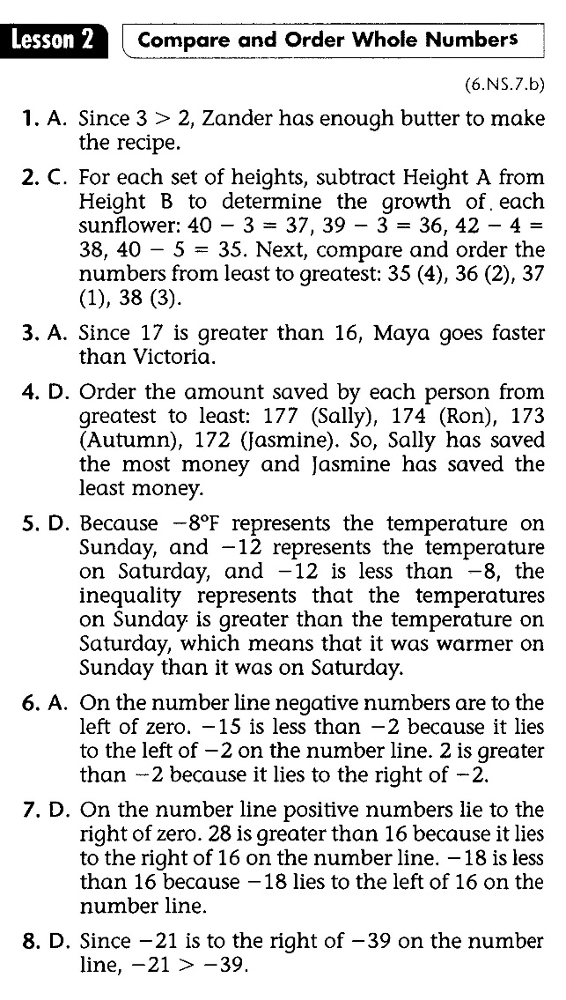 Lesson 2 Compare and Order Whole Numbers
(6.NS.7.b)
1. A. Since 3 > 2, Zander has enough butter to make
the recipe.
2. C. For each set of heights, subtract Height A from
Height B to determine the growth of each
sunflower: 40 − 3 = 37, 39 − 3 = 36, 42 − 4 =
38, 40 − 5 = 35. Next, compare and order the
numbers from least to greatest: 35 (4), 36 (2), 37
(1), 38 (3).
3. A. Since 17 is greater than 16, Maya goes faster
than Victoria.
4. D. Order the amount saved by each person from
greatest to least: 177 (Sally), 174 (Ron), 173
(Autumn), 172 (Jasmine). So, Sally has saved
the most money and Jasmine has saved the
least money.
5. D. Because −8°F represents the temperature on
Sunday, and −12 represents the temperature
on Saturday, and −12 is less than −8, the
inequality represents that the temperatures
on Sunday is greater than the temperature on
Saturday, which means that it was warmer on
Sunday than it was on Saturday.
6. A. On the number line negative numbers are to the
left of zero. −15 is less than −2 because it lies
to the left of −2 on the number line. 2 is greater
than −2 because it lies to the right of −2.
7. D. On the number line positive numbers lie to the
right of zero. 28 is greater than 16 because it lies
to the right of 16 on the number line. −18 is less
than 16 because −18 lies to the left of 16 on the
number line.
8. D. Since −21 is to the right of −39 on the number
line, −21 > −39.